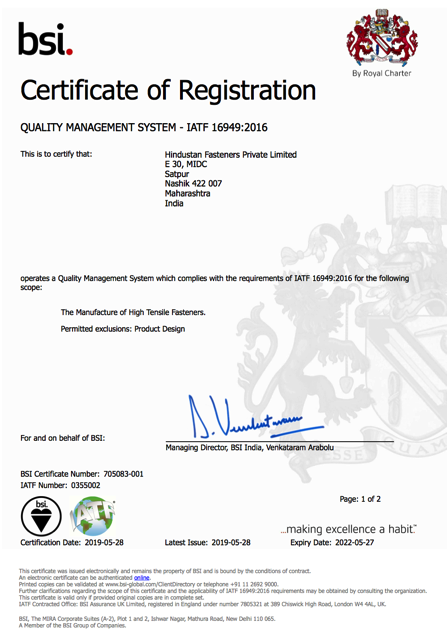 bsi.
By Royal Charter
Certificate of Registration
QUALITY MANAGEMENT SYSTEM - IATF 16949:2016
This is to certify that:
Hindustan Fasteners Private Limited
E 30, MIDC
Satpur
Nashik 422 007
Maharashtra
India
operates a Quality Management System which complies with the requirements of IATF 16949:2016 for the following
scope:
The Manufacture of High Tensile Fasteners.
Permitted exclusions: Product Design
For and on behalf of BSI:
Managing Director, BSI India, Venkataram Arabolu
BSI Certificate Number: 705083-001
IATF Number: 0355002
Page: 1 of 2
bsi.
IATF
...making excellence a habit.™
Certification Date: 2019-05-28
Latest Issue: 2019-05-28
Expiry Date: 2022-05-27
This certificate was issued electronically and remains the property of BSI and is bound by the conditions of contract.
An electronic certificate can be authenticated online.
Printed copies can be validated at www.bsi-global.com/ClientDirectory or telephone +91 11 2692 9000.
Further clarifications regarding the scope of this certificate and the applicability of IATF 16949:2016 requirements may be obtained by consulting the organization.
This certificate is valid only if provided original copies are in complete set.
IATF Contracted Office: BSI Assurance UK Limited, registered in England under number 7805321 at 389 Chiswick High Road, London W4 4AL, UK.
BSI, The MIRA Corporate Suites (A-2), Plot 1 and 2, Ishwar Nagar, Mathura Road, New Delhi 110 065.
A Member of the BSI Group of Companies.